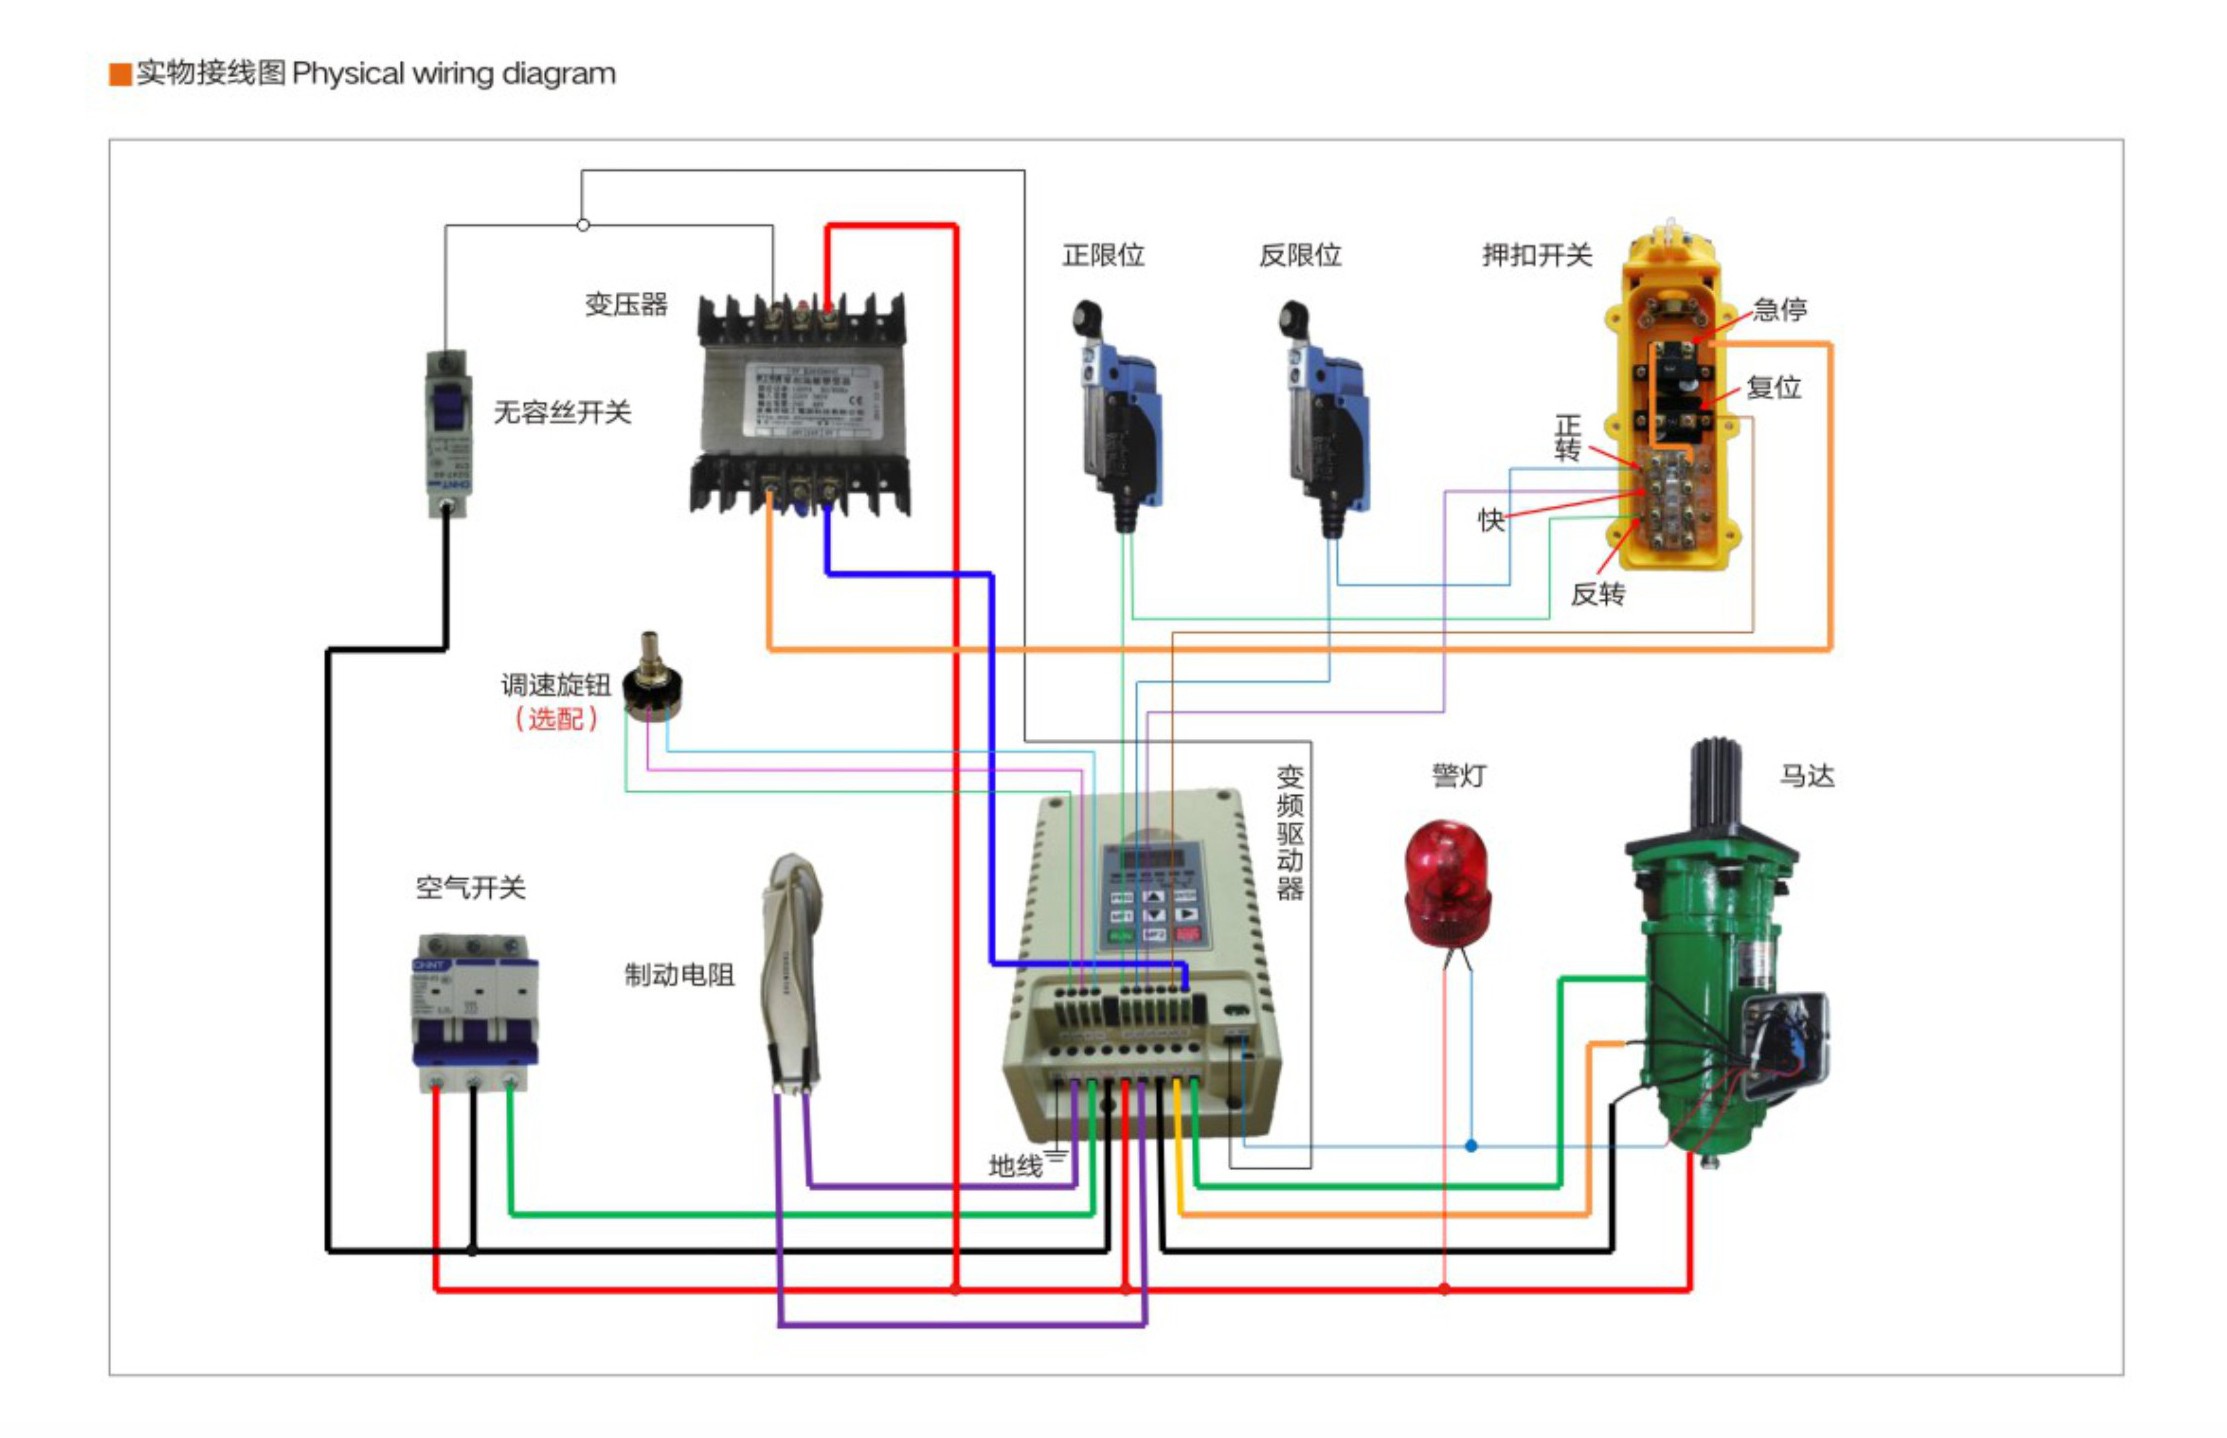 实物接线图 Physical wiring diagram
正限位
反限位
押扣开关
变压器
急停
复位
无容丝开关
正转
快
反转
调速旋钮
（选配）
变频驱动器
警灯
马达
空气开关
制动电阻
CHNT
地线